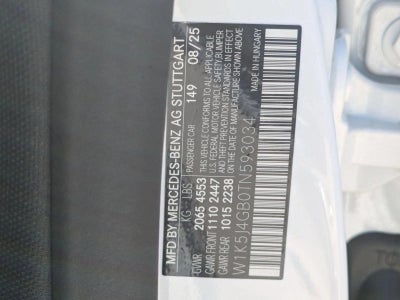 MFD BY MERCEDES-BENZ AG STUTTGART
PASSENGER CAR 149 08/25
KG LBS
GVWR 2065 4553
GAWR FRONT 1110 2447
GAWR REAR 1015 2238
THIS VEHICLE CONFORMS TO ALL APPLICABLE
U.S. FEDERAL MOTOR VEHICLE SAFETY, BUMPER
AND THEFT PREVENTION STANDARDS IN EFFECT
ON THE DATE OF MANUFACTURE SHOWN ABOVE
MADE IN HUNGARY
W1K5J4GB0TN593034